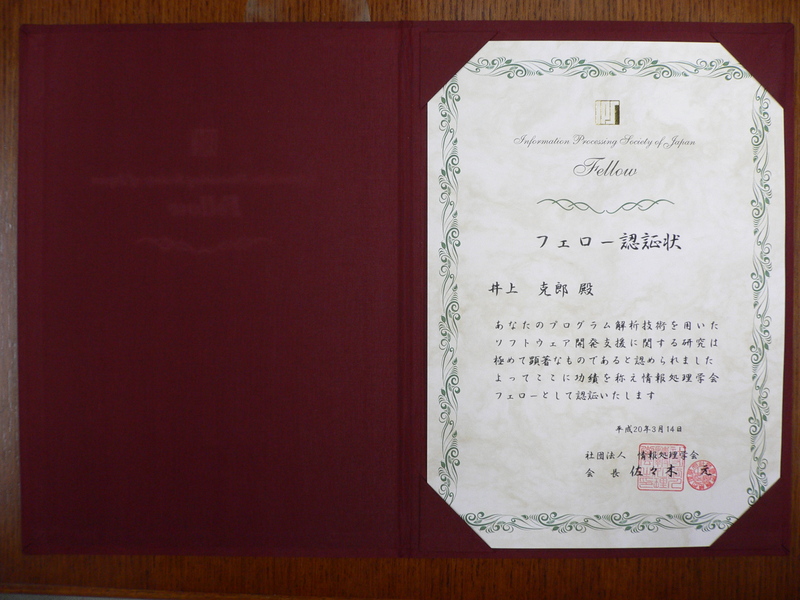 Information Processing Society of Japan
Fellow
フェロー認証状
井上 克郎 殿
あなたのプログラム解析技術を用いた
ソフトウェア開発支援に関する研究は
極めて顕著なものであると認められました
よってここに功績を称え情報処理学会
フェローとして認証いたします
平成20年3月14日
社団法人 情報処理学会
会長 佐々木 元